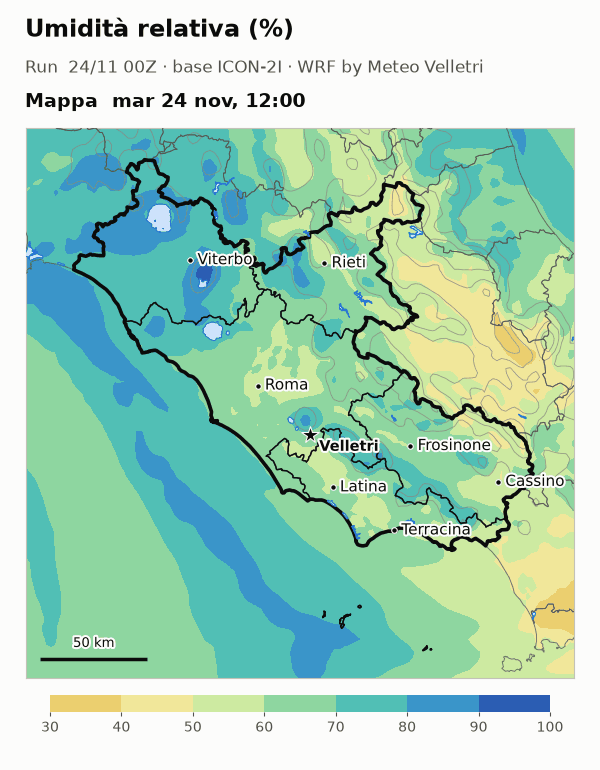 Umidità relativa (%)
Run  24/11 00Z · base ICON-2I · WRF by Meteo Velletri
Mappa  mar 24 nov, 12:00
Viterbo
Rieti
Roma
Velletri
Frosinone
Cassino
Latina
Terracina
50 km
30 40 50 60 70 80 90 100